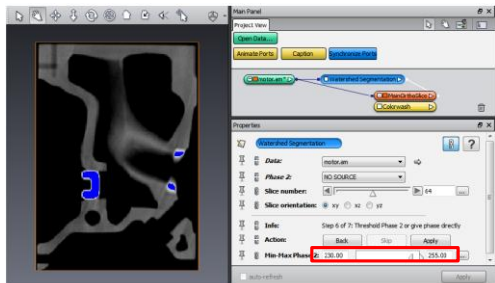 Main Panel
Project View
Open Data...
Animate Ports Caption Synchronize Ports
motor.am* Watershed Segmentation
MainOrthoSlice
Colorwash
Properties
Watershed Segmentation ?
Data: motor.am
Phase 2: NO SOURCE
Slice number: 64
Slice orientation: xy xz yz
Info: Step 6 of 7: Threshold Phase 2 or give phase directly
Action: Back Skip Apply
Min-Max Phase 2: 230.00 255.00
auto-refresh Apply